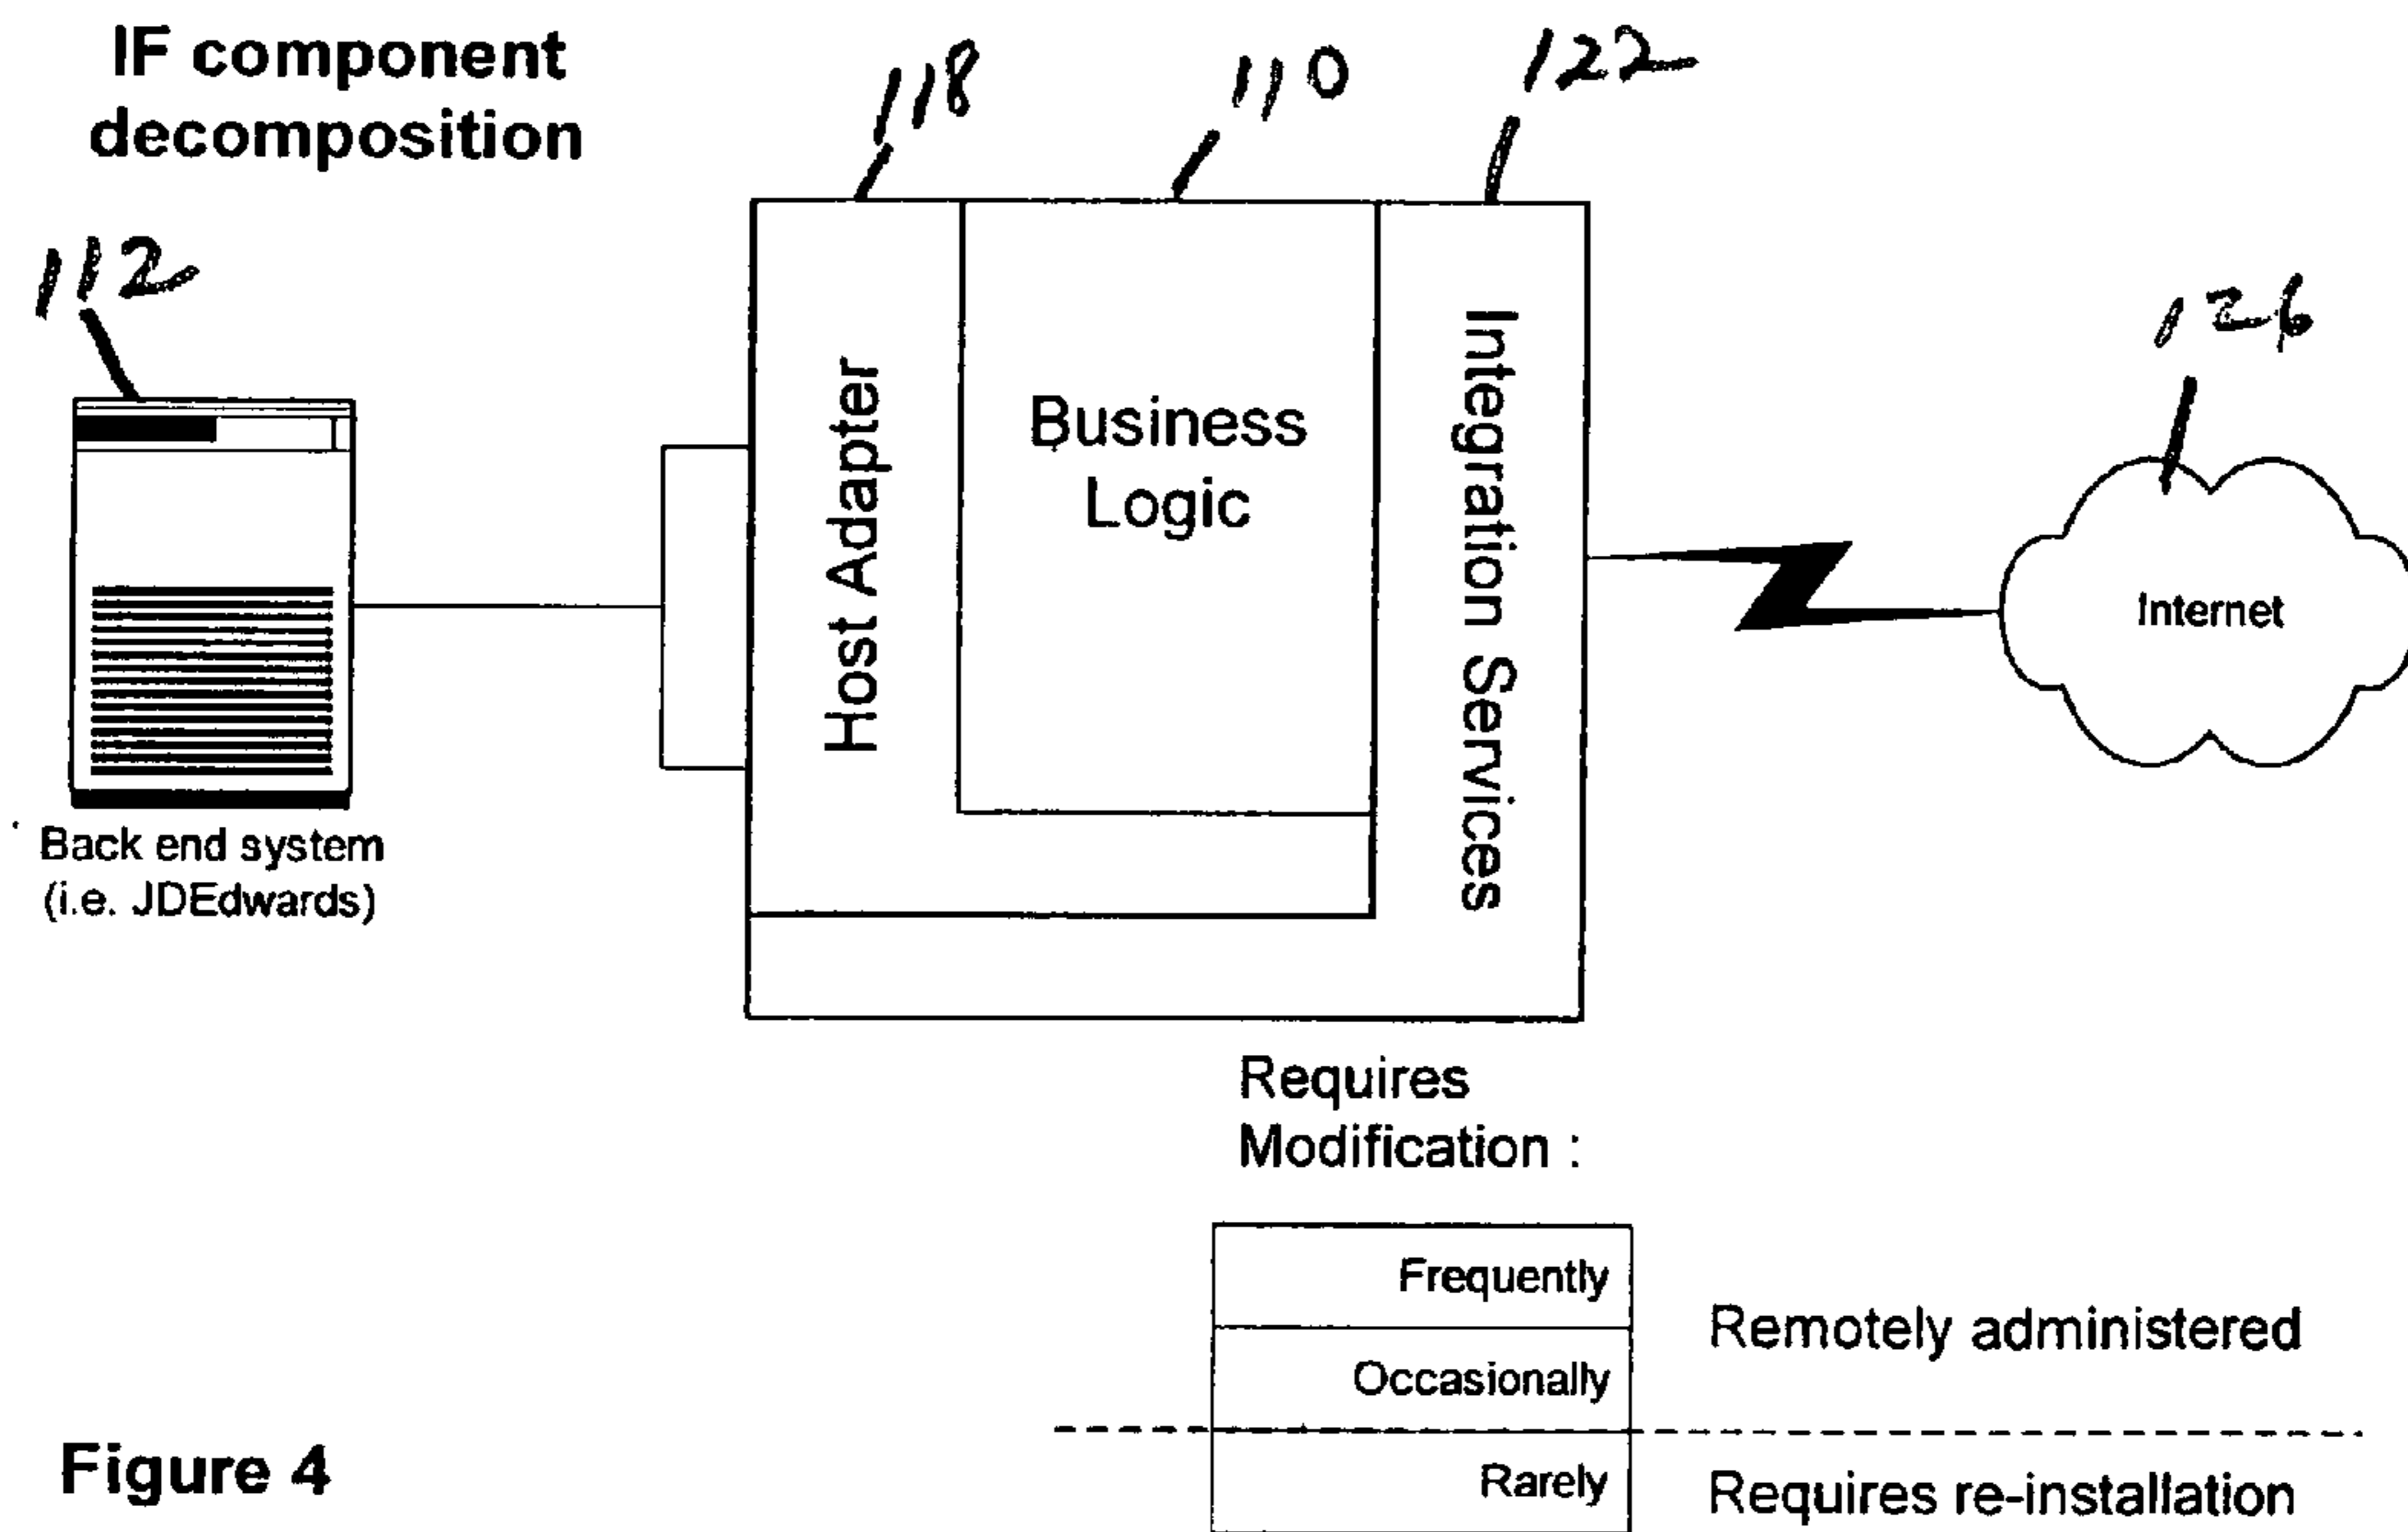 IF component
decomposition
118
110
122
112
126
Host Adapter
Business
Logic
Integration Services
Internet
Back end system
(i.e. JDEdwards)
Requires
Modification :
Frequently
Occasionally
Remotely administered
Rarely
Requires re-installation
Figure 4